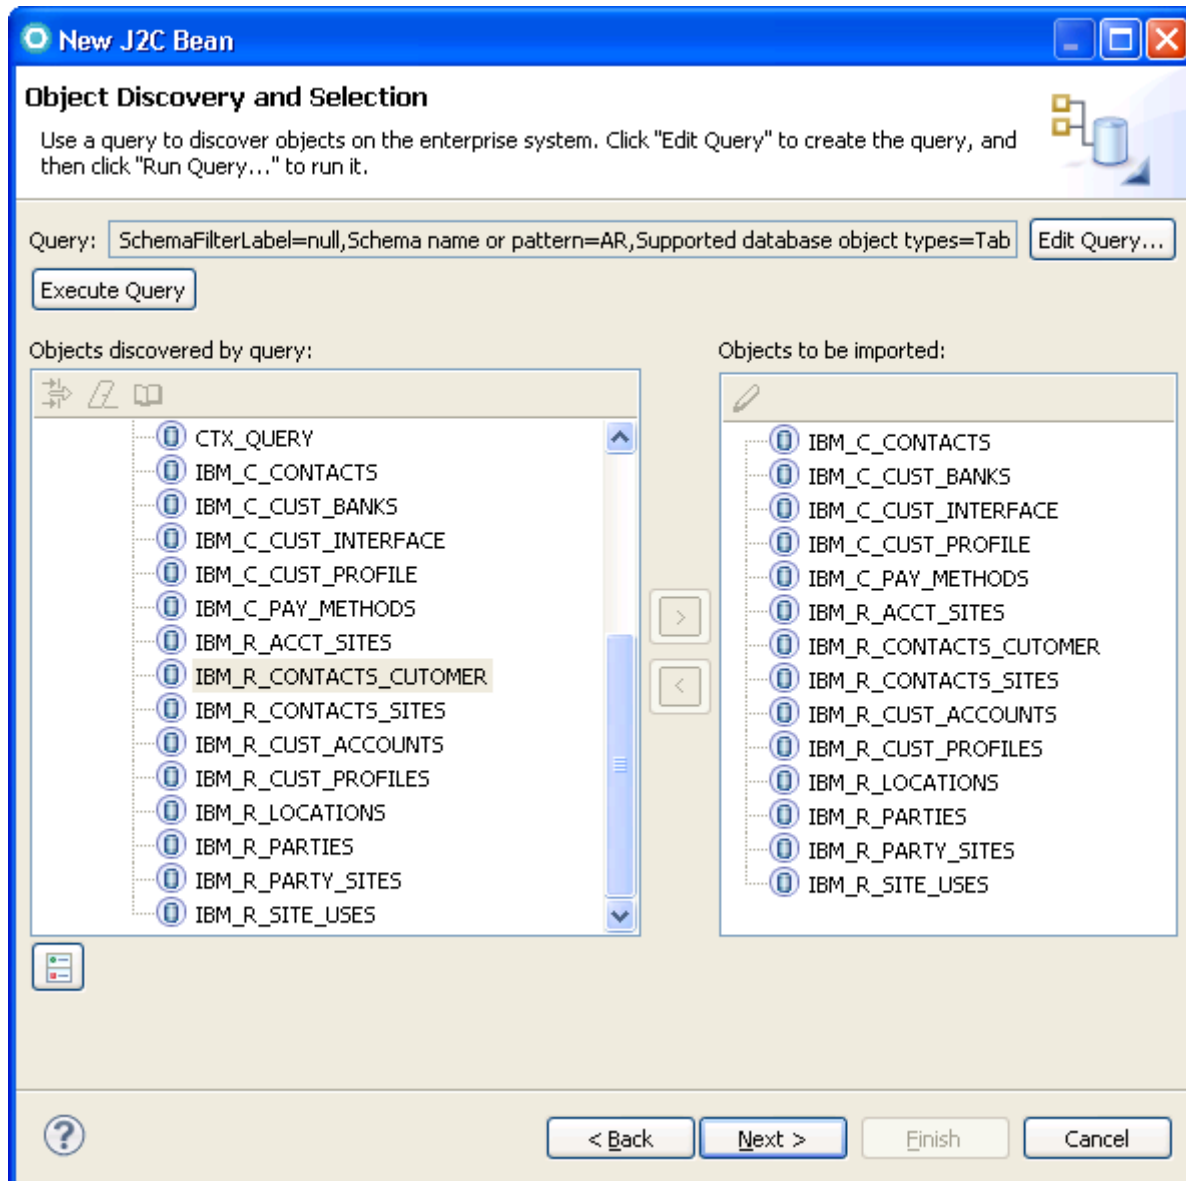 New J2C Bean
Object Discovery and Selection
Use a query to discover objects on the enterprise system. Click "Edit Query" to create the query, and
then click "Run Query..." to run it.
Query: SchemaFilterLabel=null,Schema name or pattern=AR,Supported database object types=Tab Edit Query...
Execute Query
Objects discovered by query:
CTX_QUERY
IBM_C_CONTACTS
IBM_C_CUST_BANKS
IBM_C_CUST_INTERFACE
IBM_C_CUST_PROFILE
IBM_C_PAY_METHODS
IBM_R_ACCT_SITES
IBM_R_CONTACTS_CUTOMER
IBM_R_CONTACTS_SITES
IBM_R_CUST_ACCOUNTS
IBM_R_CUST_PROFILES
IBM_R_LOCATIONS
IBM_R_PARTIES
IBM_R_PARTY_SITES
IBM_R_SITE_USES
>
<
Objects to be imported:
IBM_C_CONTACTS
IBM_C_CUST_BANKS
IBM_C_CUST_INTERFACE
IBM_C_CUST_PROFILE
IBM_C_PAY_METHODS
IBM_R_ACCT_SITES
IBM_R_CONTACTS_CUTOMER
IBM_R_CONTACTS_SITES
IBM_R_CUST_ACCOUNTS
IBM_R_CUST_PROFILES
IBM_R_LOCATIONS
IBM_R_PARTIES
IBM_R_PARTY_SITES
IBM_R_SITE_USES
? < Back Next > Finish Cancel